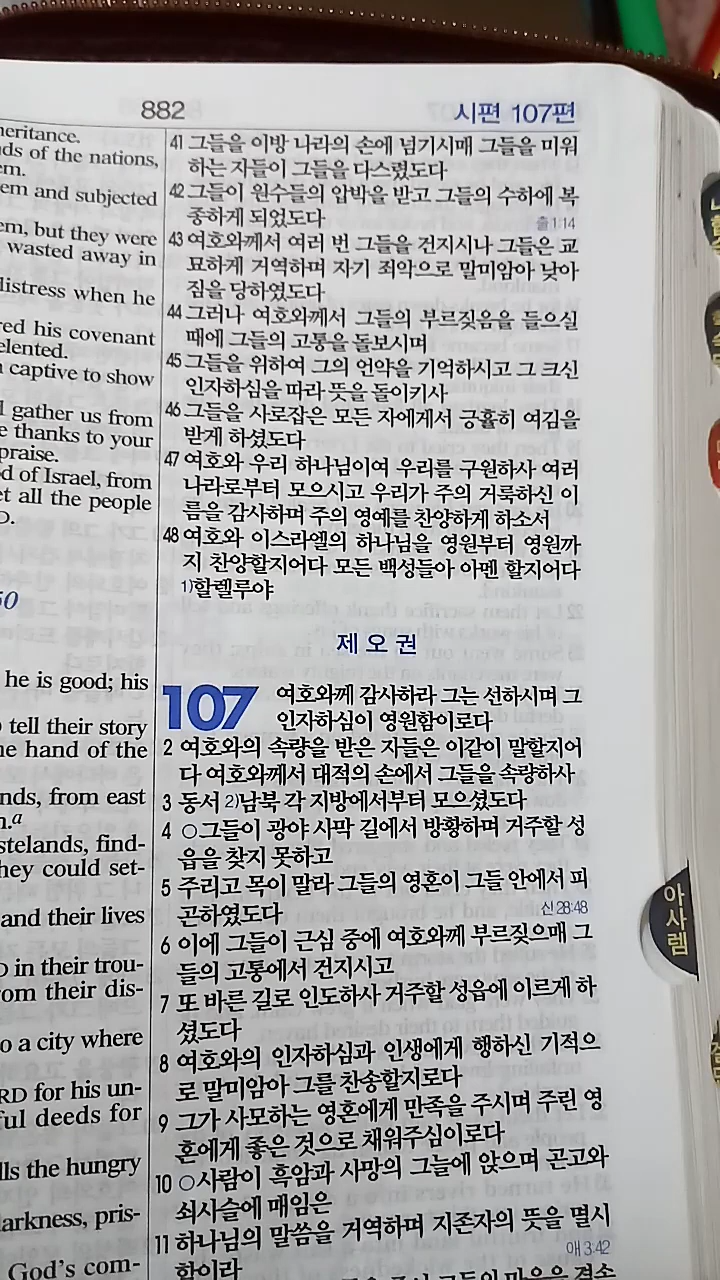 882
시편 107편
heritance.
ds of the nations,
em.
em and subjected
em, but they were
wasted away in
distress when he
red his covenant
elented.
captive to show
gather us from
e thanks to your
praise.
d of Israel, from
et all the people
D.
he is good; his
tell their story
he hand of the
nds, from east
n.a
stelands, find-
hey could set-
and their lives
D in their trou-
om their dis-
o a city where
RD for his un-
ful deeds for
lls the hungry
larkness, pris-
God's com-
41 그들을 이방 나라의 손에 넘기시매 그들을 미워
하는 자들이 그들을 다스렸도다
42 그들이 원수들의 압박을 받고 그들의 수하에 복
종하게 되었도다
출1:14
43 여호와께서 여러 번 그들을 건지시나 그들은 교
묘하게 거역하며 자기 죄악으로 말미암아 낮아
짐을 당하였도다
44 그러나 여호와께서 그들의 부르짖음을 들으실
때에 그들의 고통을 돌보시며
45 그들을 위하여 그의 언약을 기억하시고 그 크신
인자하심을 따라 뜻을 돌이키사
46 그들을 사로잡은 모든 자에게서 긍휼히 여김을
받게 하셨도다
47 여호와 우리 하나님이여 우리를 구원하사 여러
나라로부터 모으시고 우리가 주의 거룩하신 이
름을 감사하며 주의 영예를 찬양하게 하소서
48 여호와 이스라엘의 하나님을 영원부터 영원까
지 찬양할지어다 모든 백성들아 아멘 할지어다
1)할렐루야
제 오 권
107 여호와께 감사하라 그는 선하시며 그
인자하심이 영원함이로다
2 여호와의 속량을 받은 자들은 이같이 말할지어
다 여호와께서 대적의 손에서 그들을 속량하사
3 동서 2)남북 각 지방에서부터 모으셨도다
4 ○그들이 광야 사막 길에서 방황하며 거주할 성
읍을 찾지 못하고
5 주리고 목이 말라 그들의 영혼이 그들 안에서 피
곤하였도다
신28:48
6 이에 그들이 근심 중에 여호와께 부르짖으매 그
들의 고통에서 건지시고
7 또 바른 길로 인도하사 거주할 성읍에 이르게 하
셨도다
8 여호와의 인자하심과 인생에게 행하신 기적으
로 말미암아 그를 찬송할지로다
9 그가 사모하는 영혼에게 만족을 주시며 주린 영
혼에게 좋은 것으로 채워주심이로다
10 ○사람이 흑암과 사망의 그늘에 앉으며 곤고와
쇠사슬에 매임은
11 하나님의 말씀을 거역하며 지존자의 뜻을 멸시
함이라
애3:42
아사렘